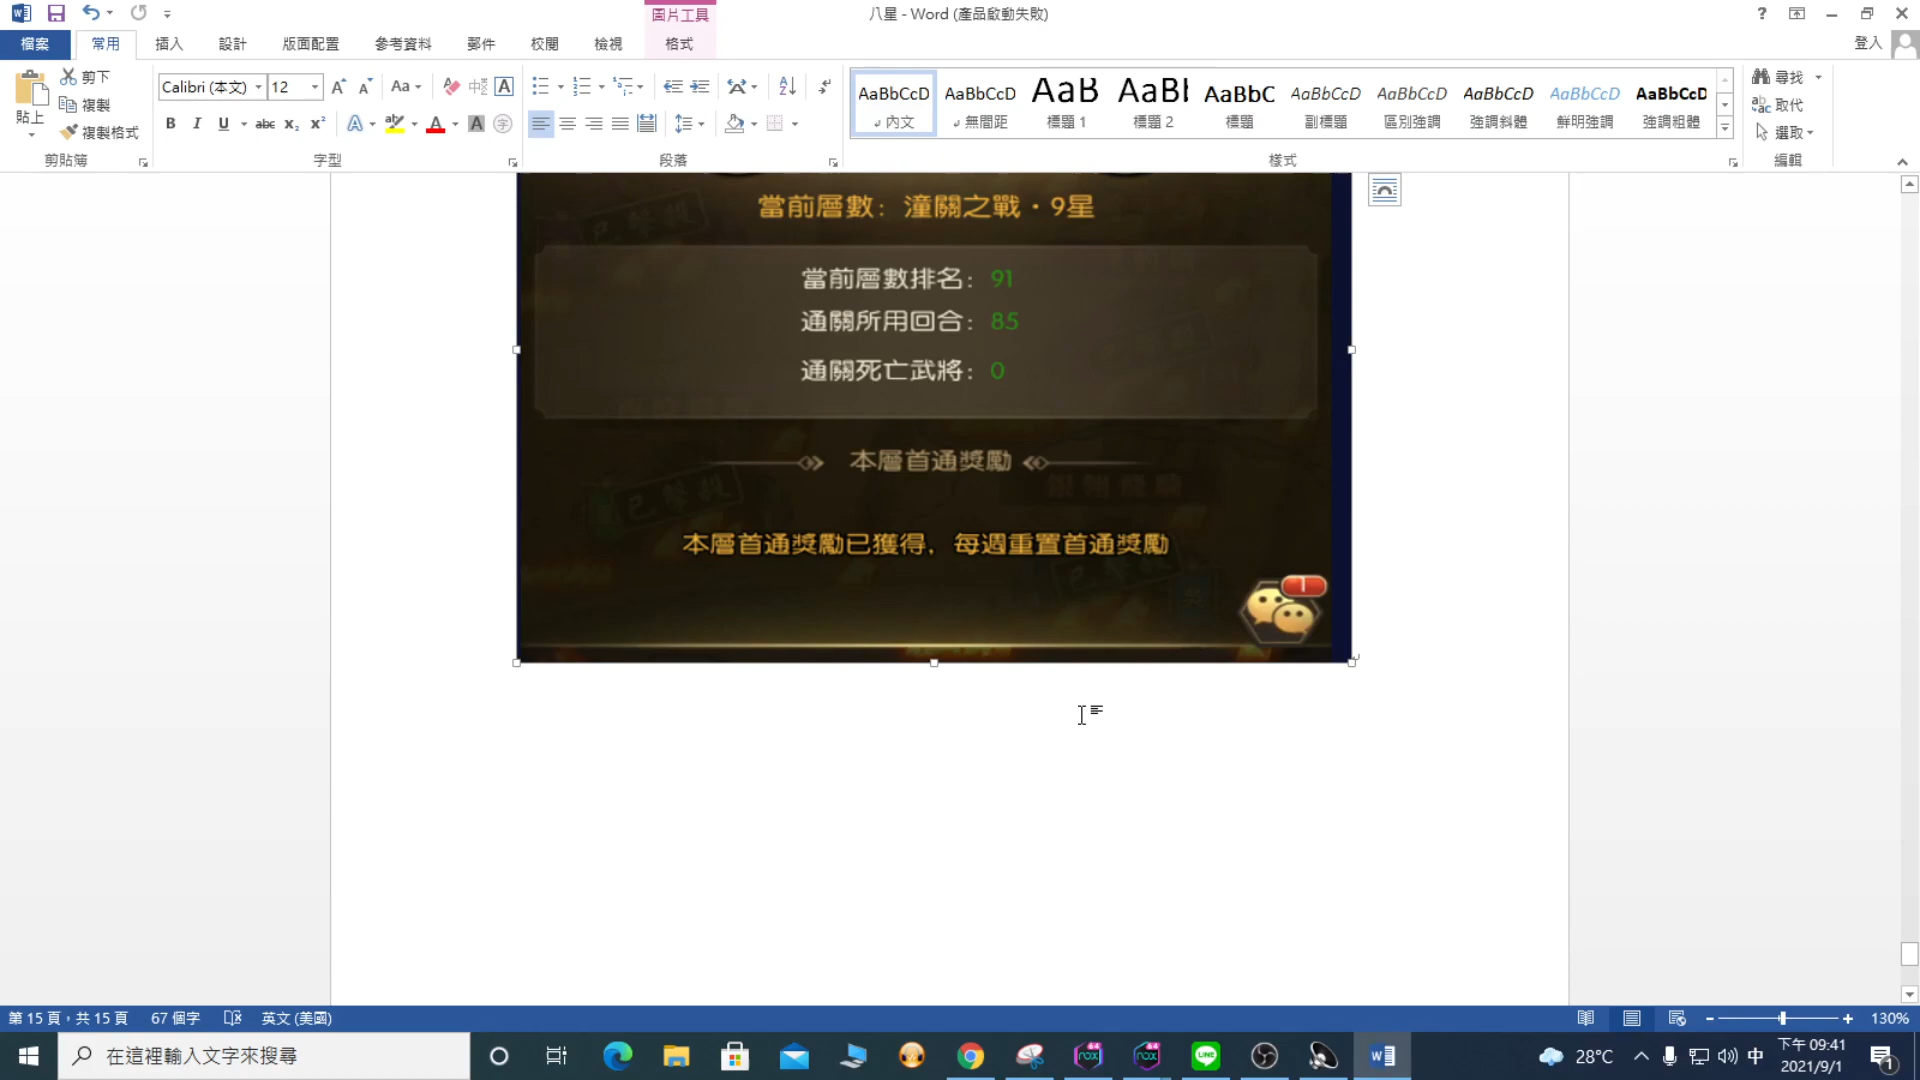 圖片工具
八星 - Word (產品啟動失敗)
?
檔案
常用
插入
設計
版面配置
參考資料
郵件
校閱
檢視
格式
登入
貼上
剪下
複製
複製格式
剪貼簿
Calibri (本文)
12
Aa
B I U abc x₂ x²
A
字型
段落
AaBbCcD
內文
AaBbCcD
無間距
AaB
標題 1
AaBl
標題 2
AaBbC
標題
AaBbCcD
副標題
AaBbCcD
區別強調
AaBbCcD
強調斜體
AaBbCcD
鮮明強調
AaBbCcD
強調粗體
樣式
尋找
取代
選取
編輯
當前層數：潼關之戰・9星
當前層數排名：91
通關所用回合：85
通關死亡武將：0
本層首通獎勵
已擊殺
本層首通獎勵已獲得，每週重置首通獎勵
1
第 15 頁，共 15 頁
67 個字
英文 (美國)
130%
在這裡輸入文字來搜尋
28°C
中
下午 09:41
2021/9/1
1